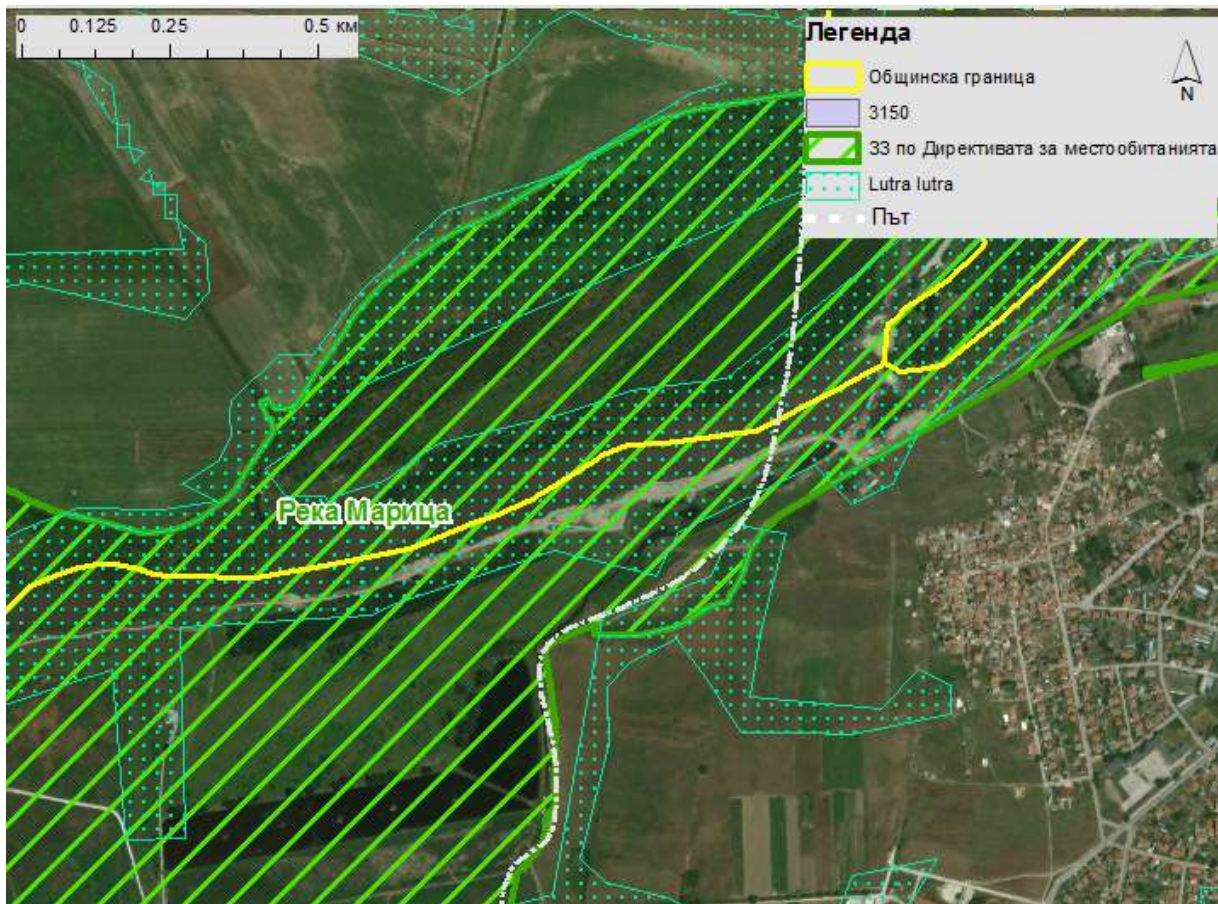 0 0.125 0.25 0.5 км
Легенда
Общинска граница
3150
ЗЗ по Директивата за местообитанията
Lutra lutra
Път
N
Река Марица